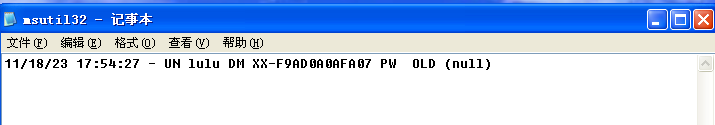 msutil32 - 记事本
文件(F) 编辑(E) 格式(O) 查看(V) 帮助(H)
11/18/23 17:54:27 - UN lulu DM XX-F9AD0A0AFA07 PW  OLD (null)